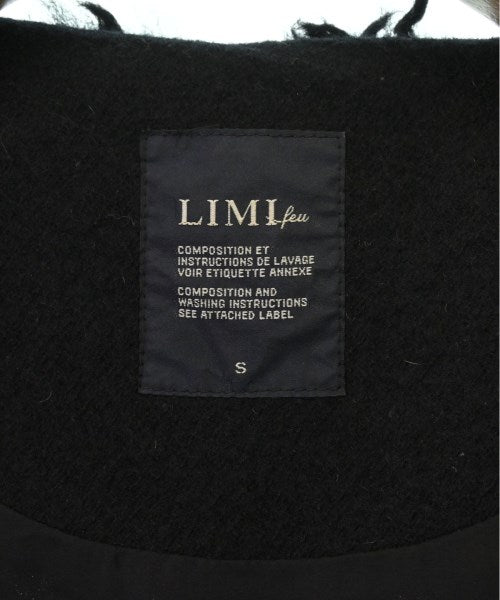 LIMI feu
COMPOSITION ET
INSTRUCTIONS DE LAVAGE
VOIR ETIQUETTE ANNEXE
COMPOSITION AND
WASHING INSTRUCTIONS
SEE ATTACHED LABEL
S